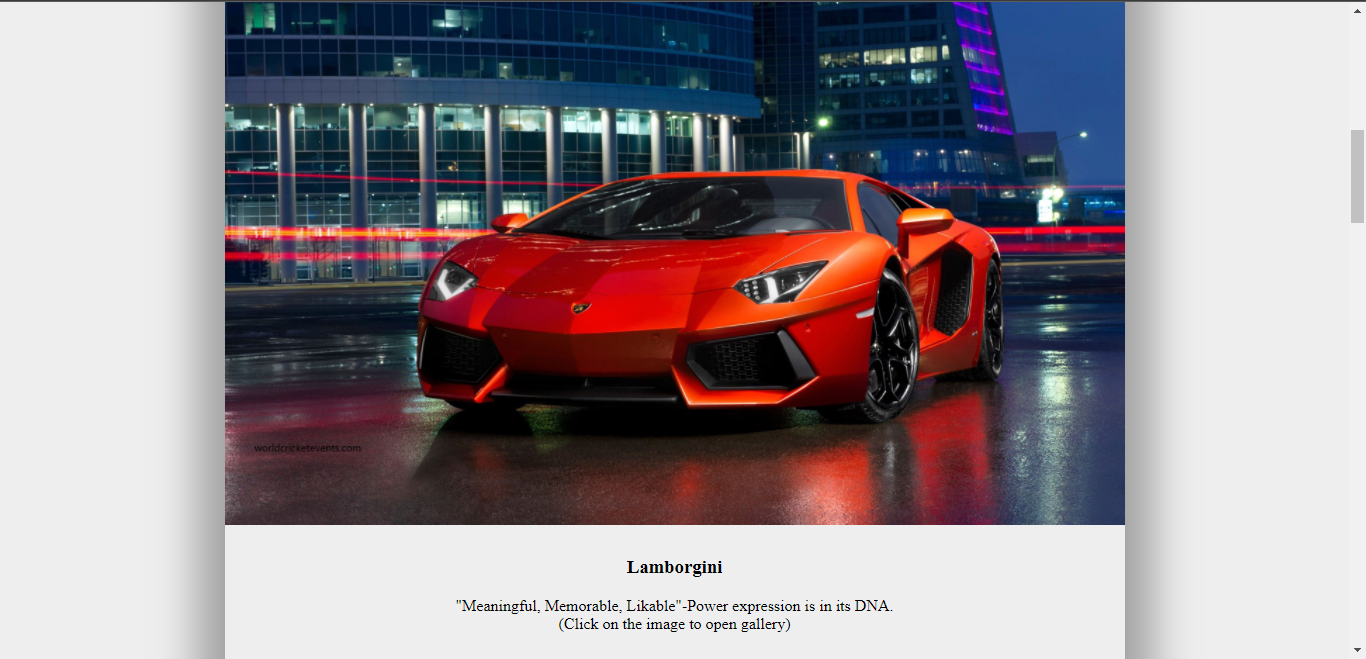 worldcricketevents.com
Lamborgini
"Meaningful, Memorable, Likable"-Power expression is in its DNA.
(Click on the image to open gallery)